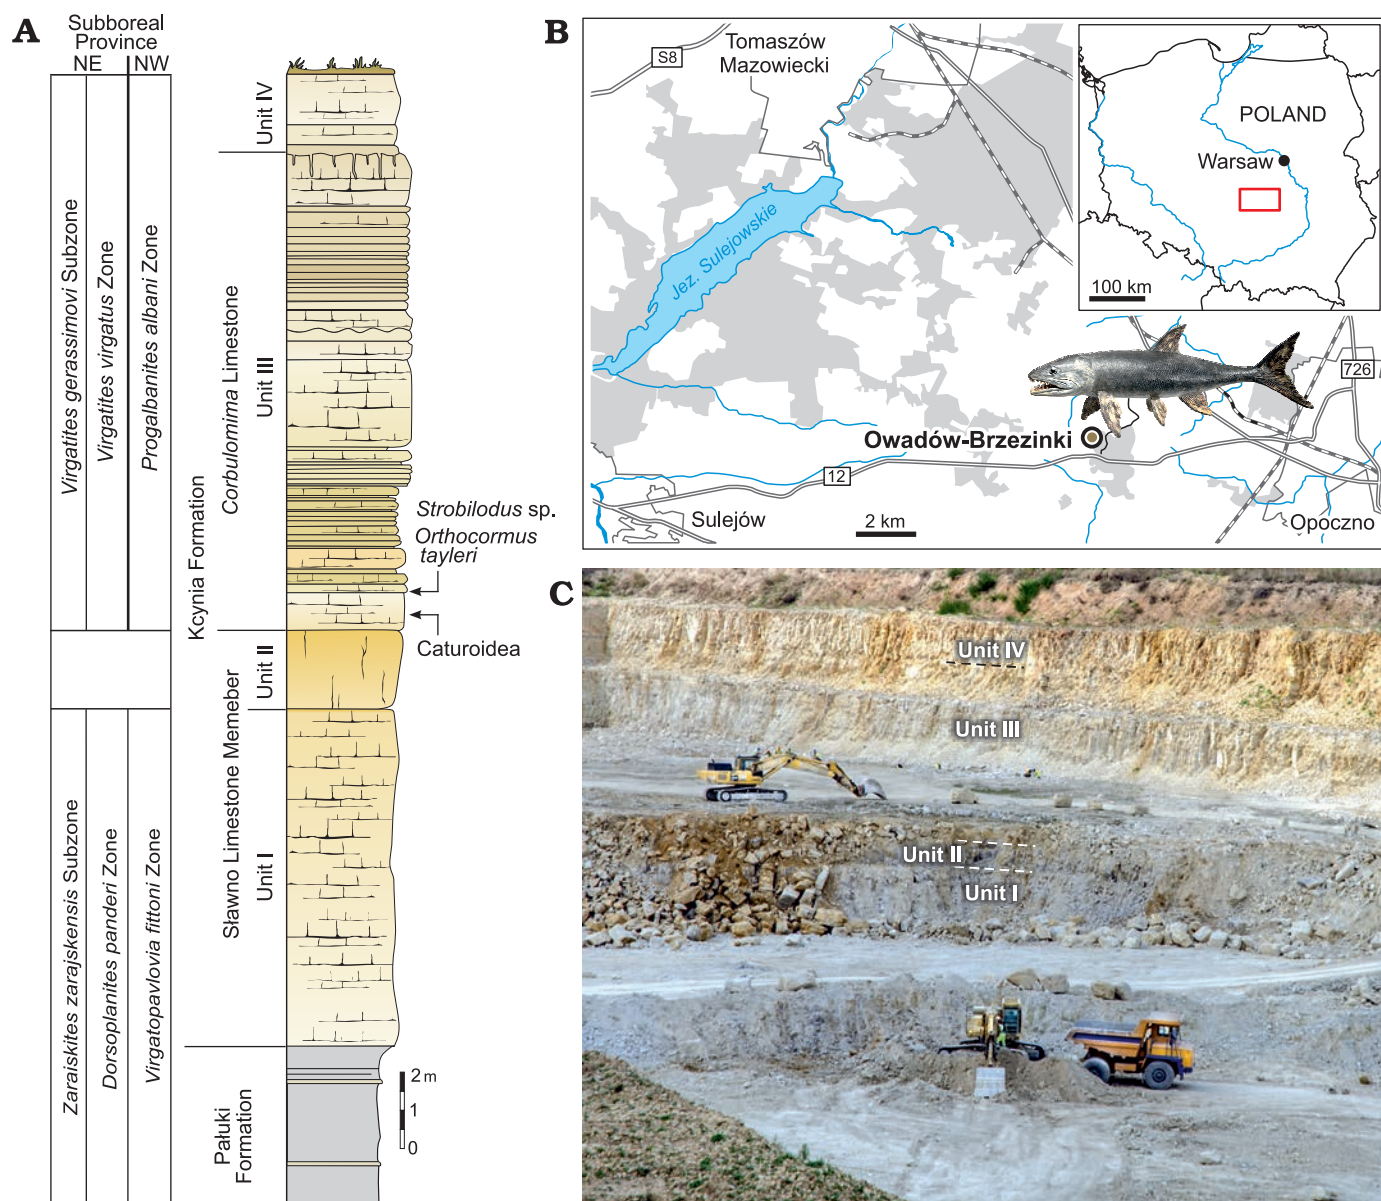 A
Subboreal
Province
NE
NW
Virgatites gerassimovi Subzone
Virgatites virgatus Zone
Progalbanites albani Zone
Zaraiskites zarajskensis Subzone
Dorsoplanites panderi Zone
Virgatopavlovia fittoni Zone
Kcynia Formation
Corbulomima Limestone
Sławno Limestone Memeber
Pałuki
Formation
Unit IV
Unit III
Unit II
Unit I
Strobilodus sp.
Orthocormus
tayleri
Caturoidea
2 m
1
0
B
S8
Tomaszów
Mazowiecki
Jez. Sulejowskie
POLAND
Warsaw
100 km
726
Owadów-Brzezinki
12
Sulejów
2 km
Opoczno
C
Unit IV
Unit III
Unit II
Unit I